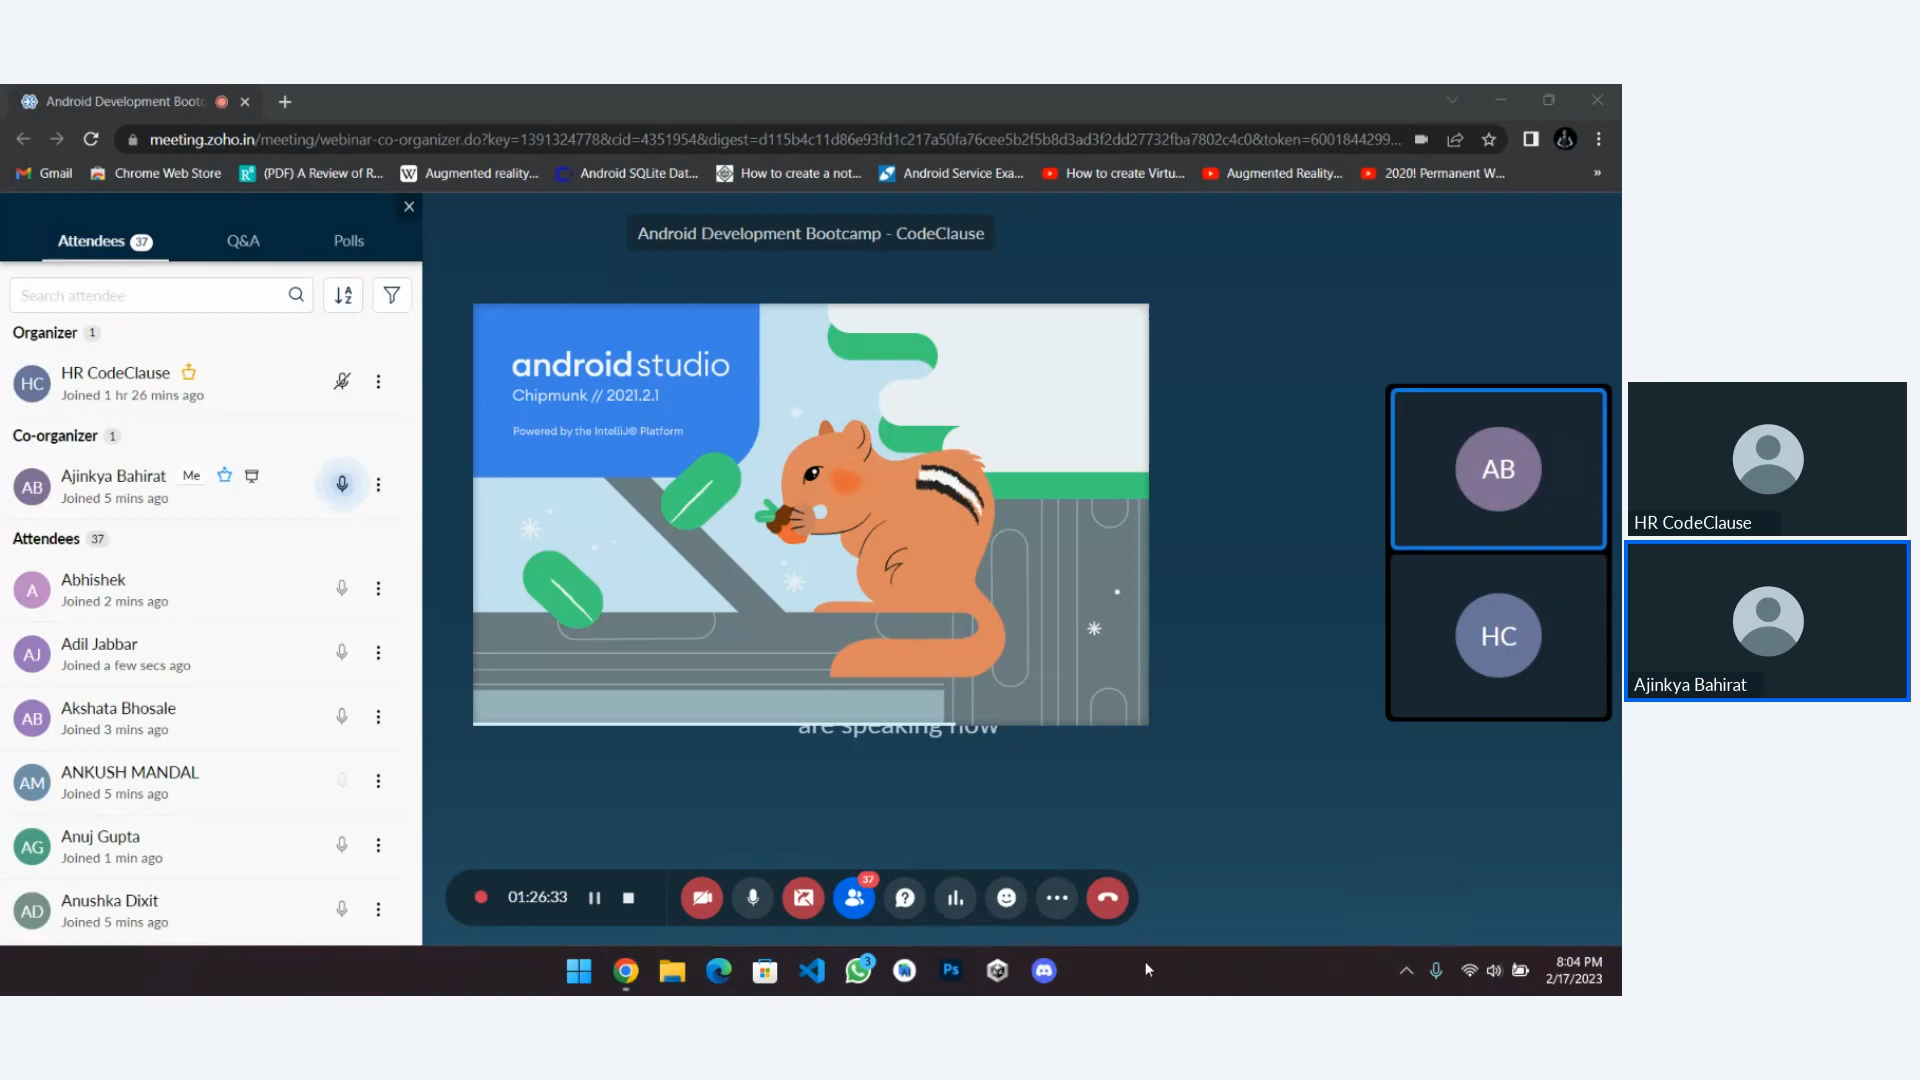 Android Development Bootc
meeting.zoho.in/meeting/webinar-co-organizer.do?key=1391324778&cid=4351954&digest=d115b4c11d86e93fd1c217a50fa76cee5b2f5b8d3ad3f2dd27732fba7802c4c0&token=6001844299...
Gmail
Chrome Web Store
R⁶ (PDF) A Review of R...
W Augmented reality...
Android SQLite Dat...
How to create a not...
Android Service Exa...
How to create Virtu...
Augmented Reality...
2020! Permanent W...
»
Attendees 37
Q&A
Polls
Search attendee
Organizer 1
HC HR CodeClause
Joined 1 hr 26 mins ago
Co-organizer 1
AB Ajinkya Bahirat Me
Joined 5 mins ago
Attendees 37
A Abhishek
Joined 2 mins ago
AJ Adil Jabbar
Joined a few secs ago
AB Akshata Bhosale
Joined 3 mins ago
AM ANKUSH MANDAL
Joined 5 mins ago
AG Anuj Gupta
Joined 1 min ago
AD Anushka Dixit
Joined 5 mins ago
Android Development Bootcamp - CodeClause
android studio
Chipmunk // 2021.2.1
Powered by the IntelliJ® Platform
are speaking now
01:26:33
37
AB
HC
HR CodeClause
Ajinkya Bahirat
3
Ps
8:04 PM
2/17/2023